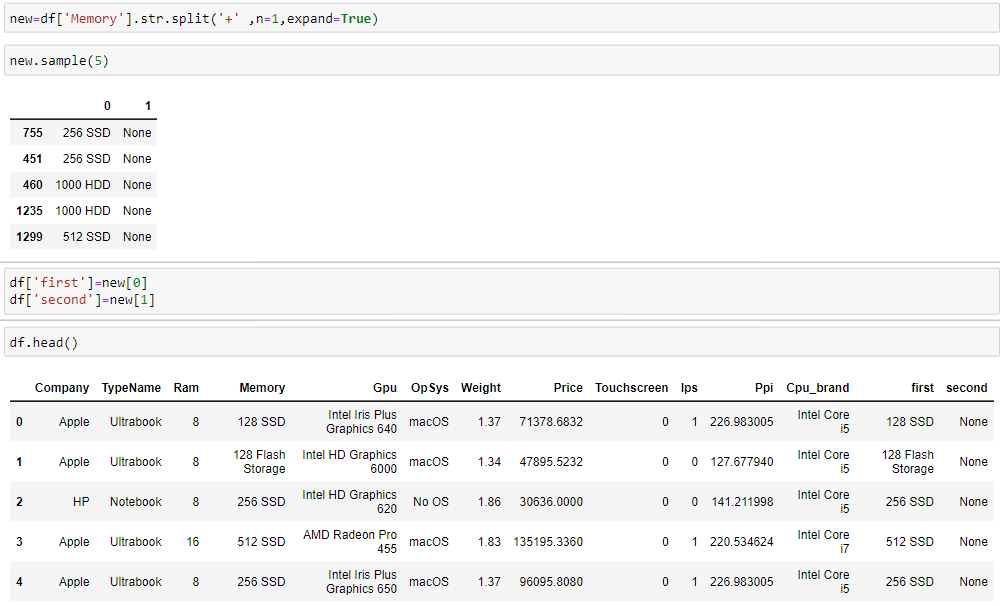 new=df['Memory'].str.split('+' ,n=1,expand=True)
new.sample(5)
0 1
755 256 SSD None
451 256 SSD None
460 1000 HDD None
1235 1000 HDD None
1299 512 SSD None
df['first']=new[0]
df['second']=new[1]
df.head()
Company TypeName Ram Memory Gpu OpSys Weight Price Touchscreen Ips Ppi Cpu_brand first second
0 Apple Ultrabook 8 128 SSD Intel Iris Plus Graphics 640 macOS 1.37 71378.6832 0 1 226.983005 Intel Core i5 128 SSD None
1 Apple Ultrabook 8 128 Flash Storage Intel HD Graphics 6000 macOS 1.34 47895.5232 0 0 127.677940 Intel Core i5 128 Flash Storage None
2 HP Notebook 8 256 SSD Intel HD Graphics 620 No OS 1.86 30636.0000 0 0 141.211998 Intel Core i5 256 SSD None
3 Apple Ultrabook 16 512 SSD AMD Radeon Pro 455 macOS 1.83 135195.3360 0 1 220.534624 Intel Core i7 512 SSD None
4 Apple Ultrabook 8 256 SSD Intel Iris Plus Graphics 650 macOS 1.37 96095.8080 0 1 226.983005 Intel Core i5 256 SSD None